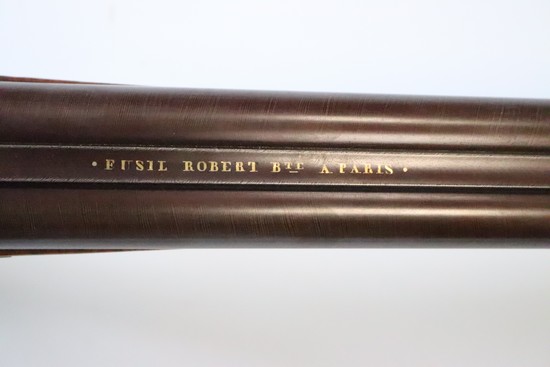 · FUSIL ROBERT BTE A PARIS ·